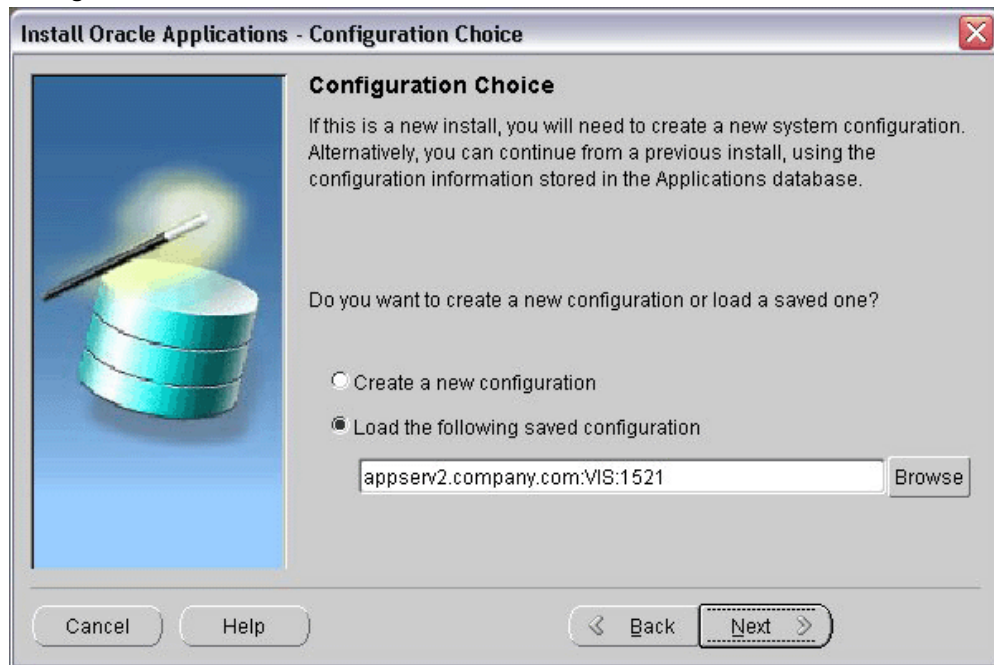 Install Oracle Applications - Configuration Choice
Configuration Choice
If this is a new install, you will need to create a new system configuration.
Alternatively, you can continue from a previous install, using the
configuration information stored in the Applications database.
Do you want to create a new configuration or load a saved one?
Create a new configuration
Load the following saved configuration
appserv2.company.com:VIS:1521 Browse
Cancel Help Back Next